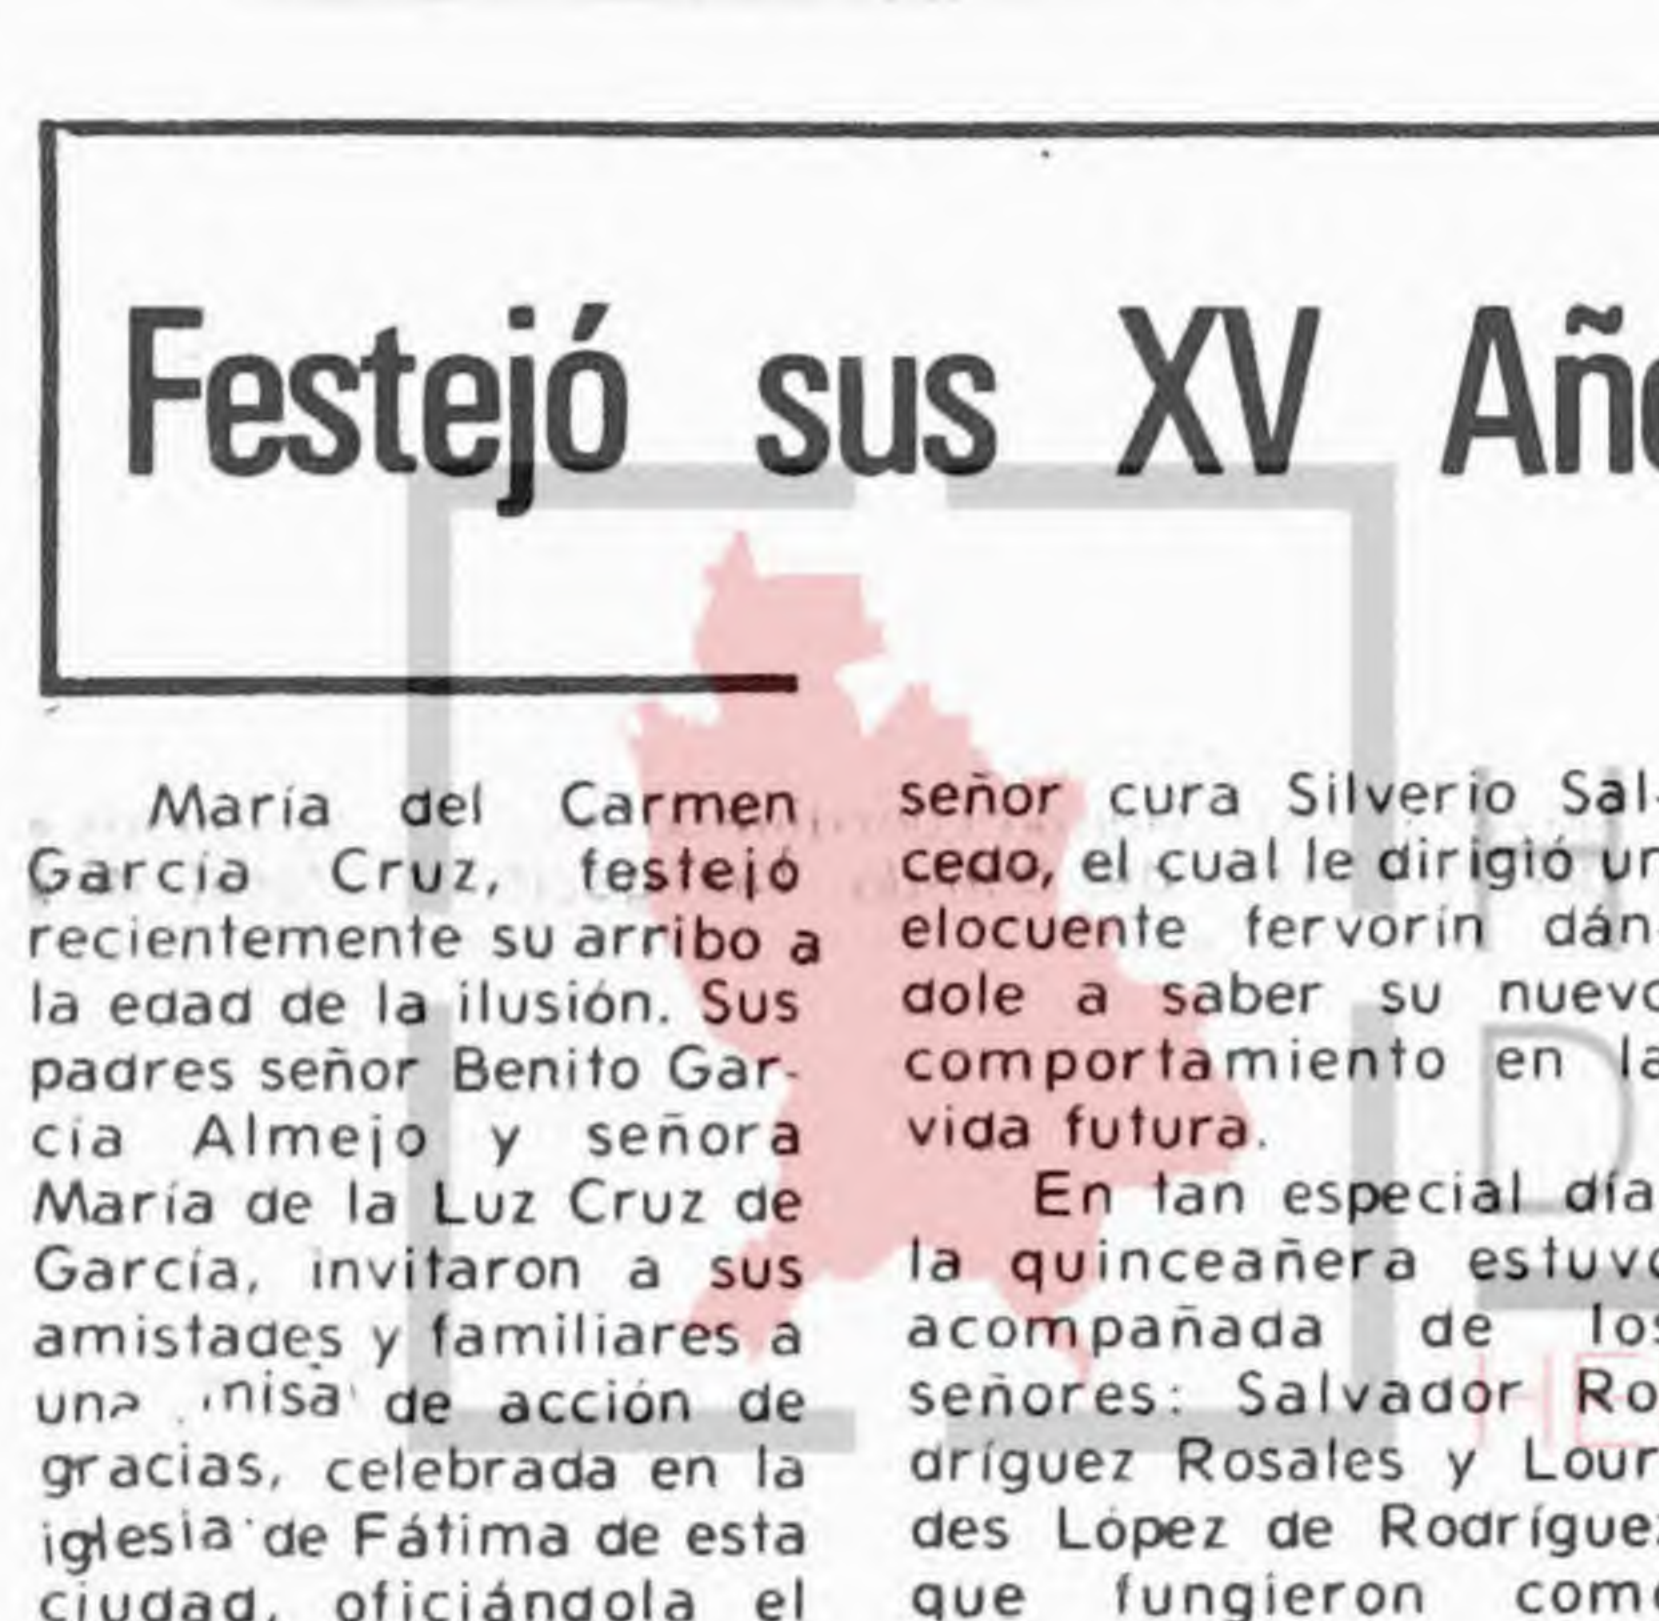 Festejó sus XV Año
María del Carmen
García Cruz, festejó
recientemente su arribo a
la edad de la ilusión. Sus
padres señor Benito Gar-
cía Almejo y señora
María de la Luz Cruz de
García, invitaron a sus
amistades y familiares a
una misa de acción de
gracias, celebrada en la
iglesia de Fátima de esta
ciudad, oficiándola el
señor cura Silverio Sal-
cedo, el cual le dirigió un
elocuente fervorín dán-
dole a saber su nuevo
comportamiento en la
vida futura.
En tan especial día
la quinceañera estuvo
acompañada de los
señores: Salvador Ro
dríguez Rosales y Lour
des López de Rodríguez
que fungieron como
H
D
HE